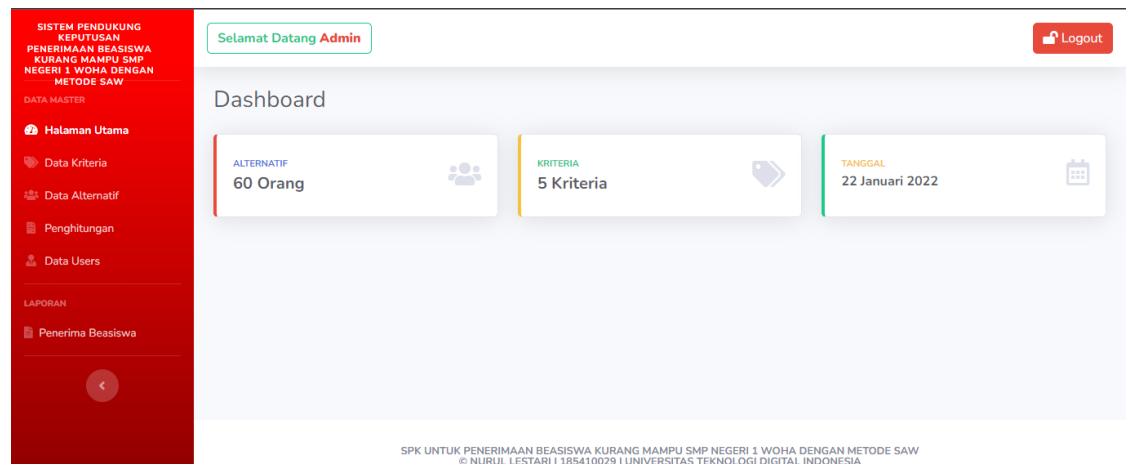 SISTEM PENDUKUNG
KEPUTUSAN
PENERIMAAN BEASISWA
KURANG MAMPU SMP
NEGERI 1 WOHA DENGAN
METODE SAW
DATA MASTER
Halaman Utama
Data Kriteria
Data Alternatif
Penghitungan
Data Users
LAPORAN
Penerima Beasiswa
Selamat Datang Admin
Logout
Dashboard
ALTERNATIF
60 Orang
KRITERIA
5 Kriteria
TANGGAL
22 Januari 2022
SPK UNTUK PENERIMAAN BEASISWA KURANG MAMPU SMP NEGERI 1 WOHA DENGAN METODE SAW
© NURUL LESTARI | 185410029 | UNIVERSITAS TEKNOLOGI DIGITAL INDONESIA